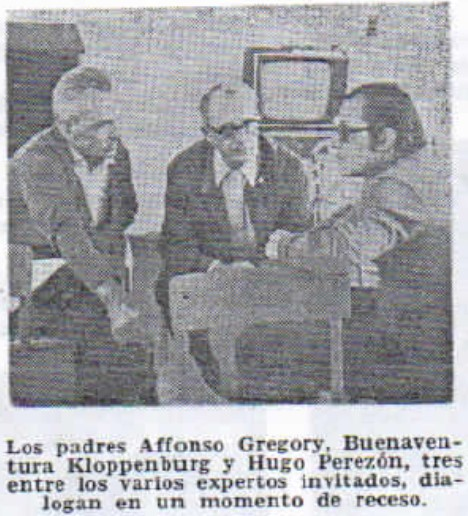 Los padres Affonso Gregory, Buenaven-
tura Kloppenburg y Hugo Perezón, tres
entre los varios expertos invitados, dia-
logan en un momento de receso.